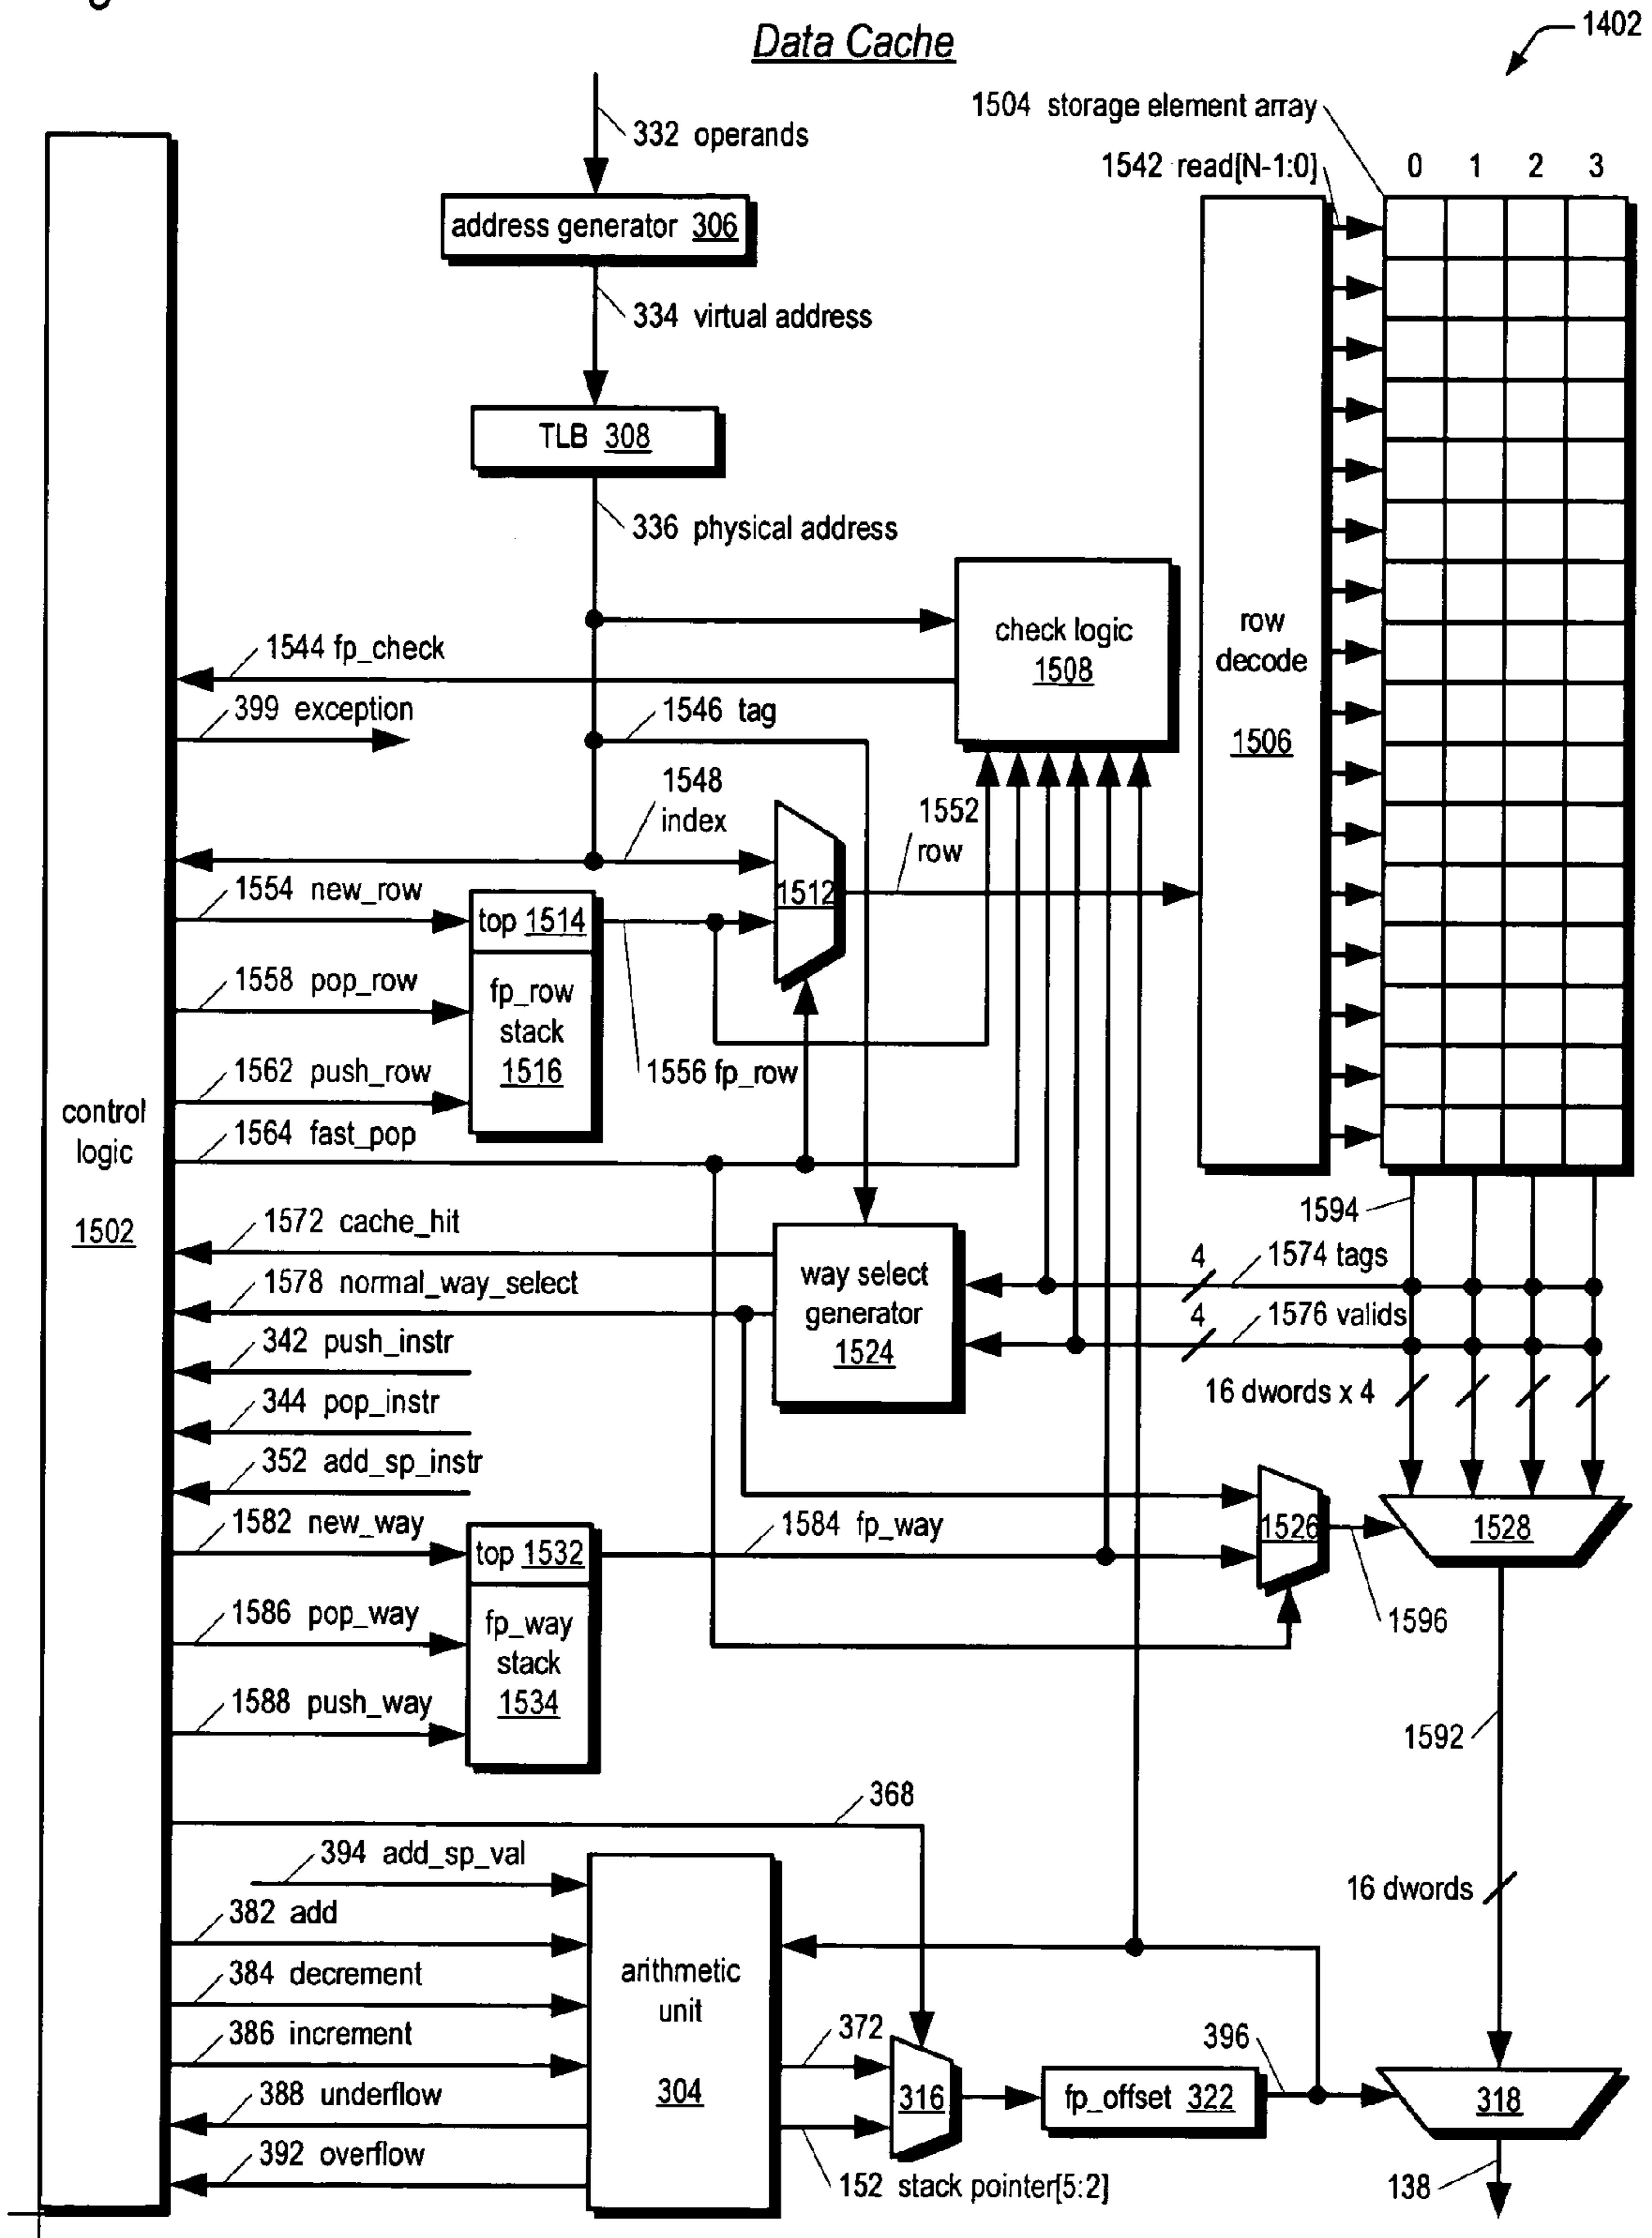 Data Cache
1402
1504 storage element array
332 operands
1542 read[N-1:0]
0 1 2 3
address generator 306
334 virtual address
TLB 308
336 physical address
check logic
1508
row
decode
1506
1544 fp_check
399 exception
1546 tag
1548
index
1552
row
1512
1554 new_row
top 1514
1558 pop_row
fp_row
stack
1516
1562 push_row
1556 fp_row
control
logic
1502
1564 fast_pop
1594
1572 cache_hit
way select
generator
1524
4
1574 tags
1578 normal_way_select
4
1576 valids
342 push_instr
344 pop_instr
16 dwords x 4
352 add_sp_instr
1582 new_way
top 1532
1584 fp_way
1526
1528
1586 pop_way
fp_way
stack
1534
1596
1588 push_way
1592
368
394 add_sp_val
16 dwords
382 add
arithmetic
unit
304
384 decrement
386 increment
372
396
388 underflow
316
fp_offset 322
318
392 overflow
152 stack pointer[5:2]
138